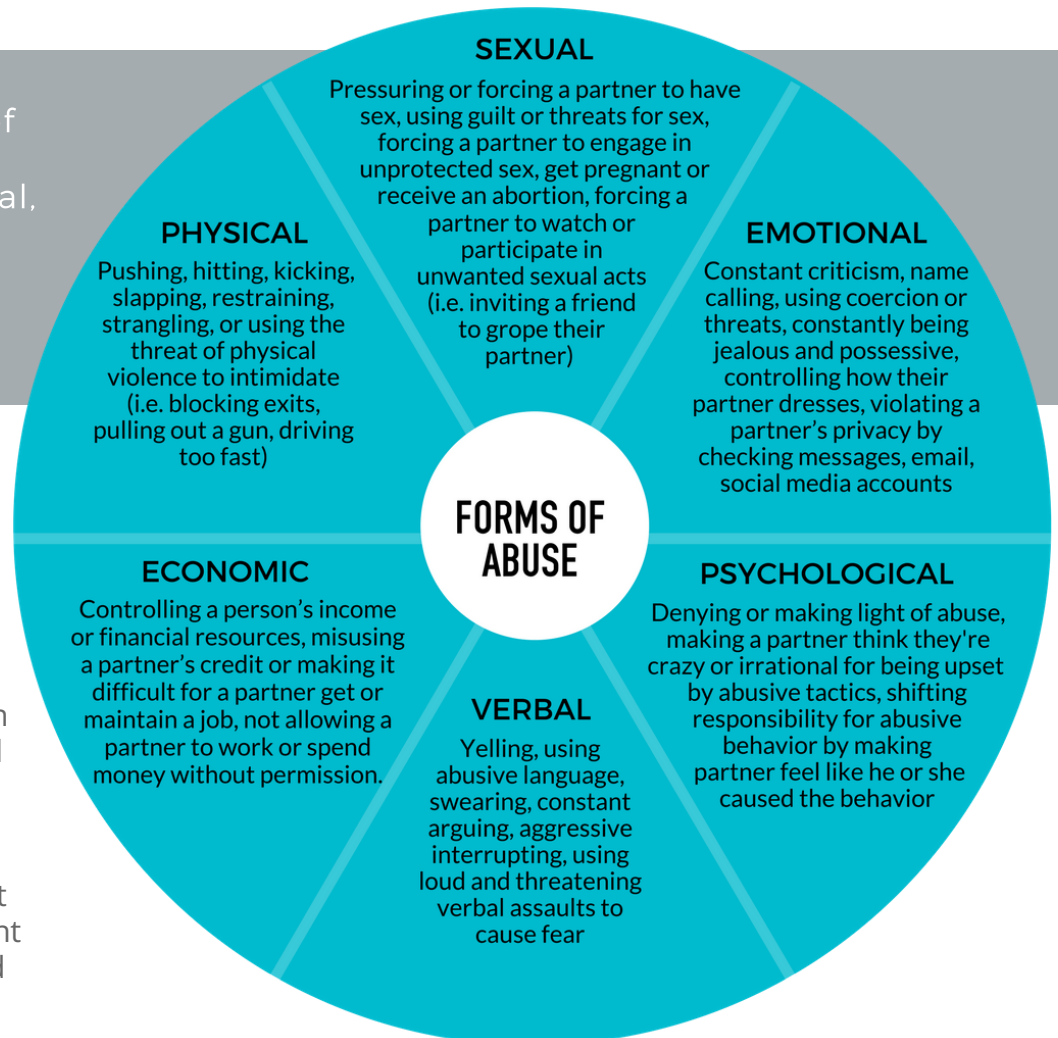 f
al,
SEXUAL
Pressuring or forcing a partner to have
sex, using guilt or threats for sex,
forcing a partner to engage in
unprotected sex, get pregnant or
receive an abortion, forcing a
partner to watch or
participate in
unwanted sexual acts
(i.e. inviting a friend
to grope their
partner)
PHYSICAL
Pushing, hitting, kicking,
slapping, restraining,
strangling, or using the
threat of physical
violence to intimidate
(i.e. blocking exits,
pulling out a gun, driving
too fast)
EMOTIONAL
Constant criticism, name
calling, using coercion or
threats, constantly being
jealous and possessive,
controlling how their
partner dresses, violating a
partner’s privacy by
checking messages, email,
social media accounts
FORMS OF
ABUSE
ECONOMIC
Controlling a person’s income
or financial resources, misusing
a partner’s credit or making it
difficult for a partner get or
maintain a job, not allowing a
partner to work or spend
money without permission.
VERBAL
Yelling, using
abusive language,
swearing, constant
arguing, aggressive
interrupting, using
loud and threatening
verbal assaults to
cause fear
PSYCHOLOGICAL
Denying or making light of abuse,
making a partner think they're
crazy or irrational for being upset
by abusive tactics, shifting
responsibility for abusive
behavior by making
partner feel like he or she
caused the behavior